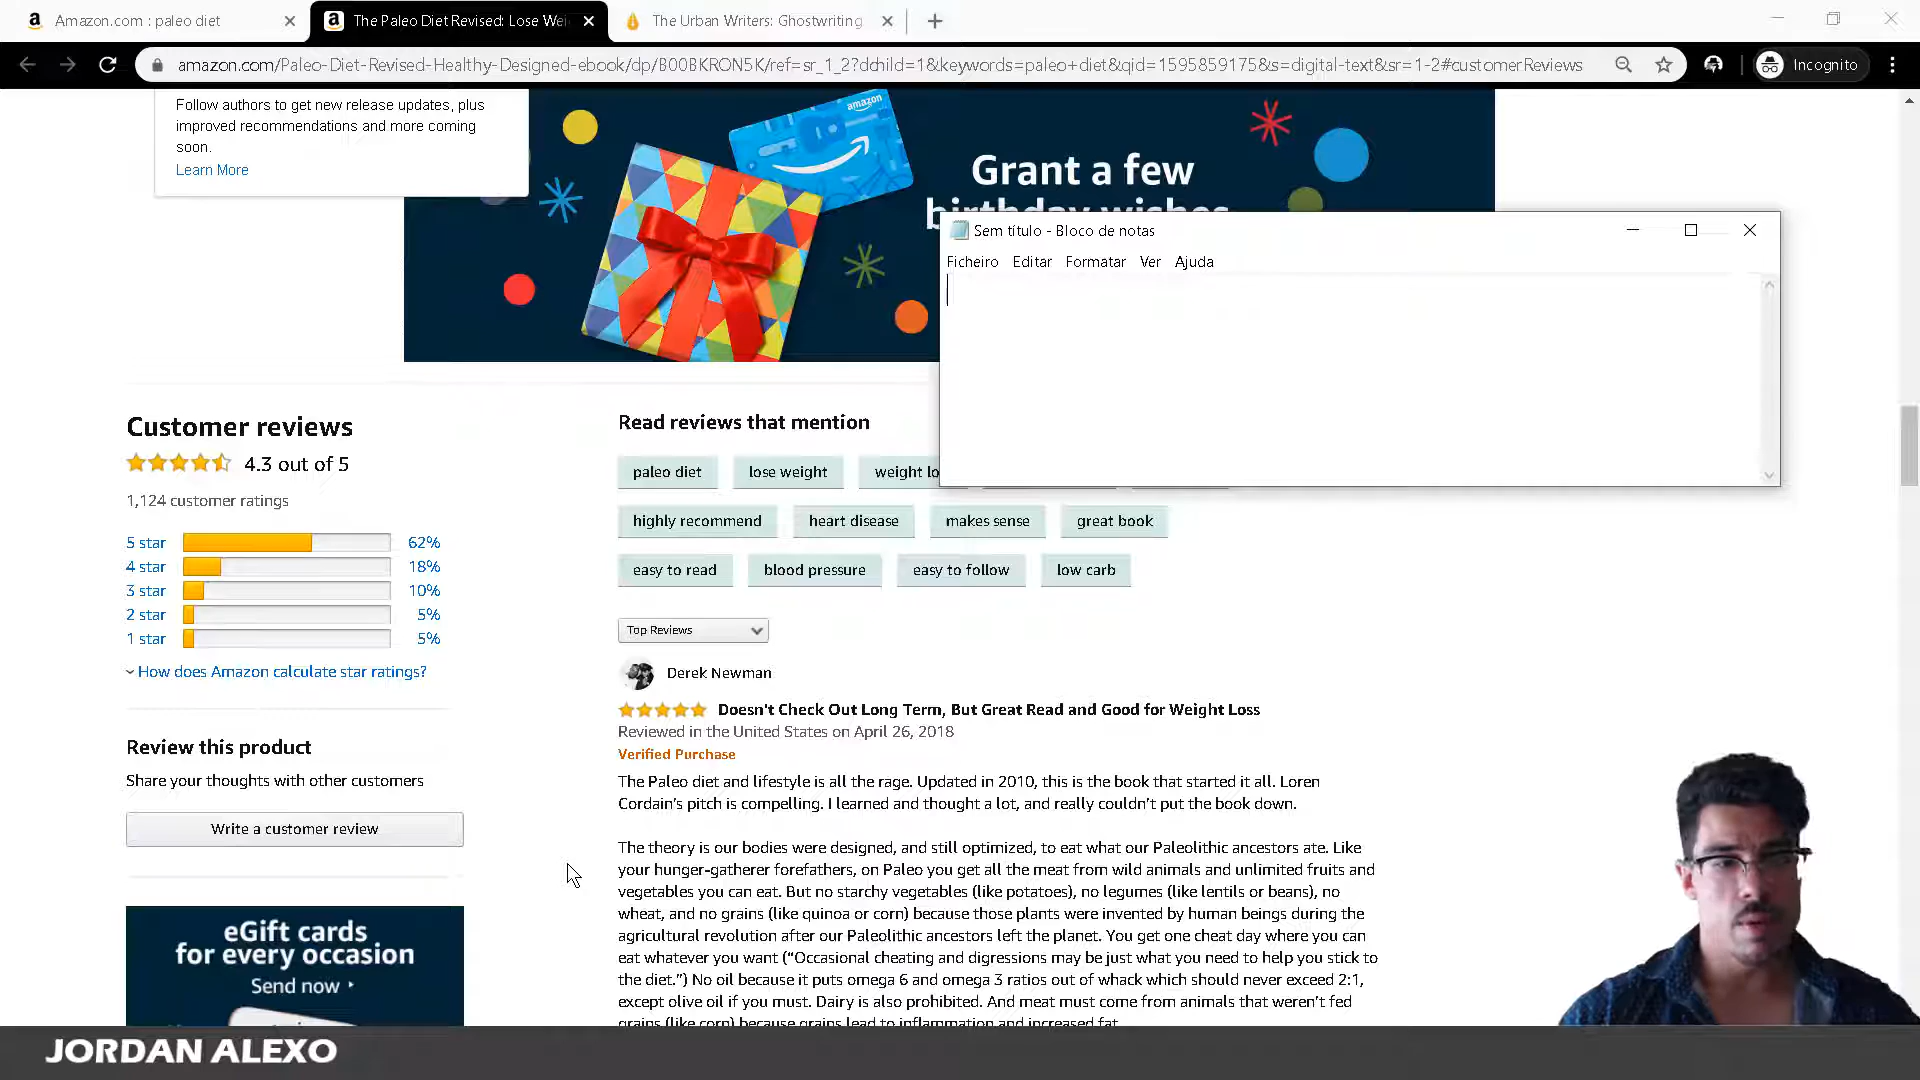 Amazon.com : paleo diet
The Paleo Diet Revised: Lose Wei
The Urban Writers: Ghostwriting
amazon.com/Paleo-Diet-Revised-Healthy-Designed-ebook/dp/B00BKRON5K/ref=sr_1_2?dchild=1&keywords=paleo+diet&qid=1595859175&s=digital-text&sr=1-2#customerReviews
Incognito
Follow authors to get new release updates, plus
improved recommendations and more coming
soon.
Learn More
amazon
Grant a few
birthday wishes
Sem título - Bloco de notas
Ficheiro Editar Formatar Ver Ajuda
Customer reviews
4.3 out of 5
1,124 customer ratings
5 star 62%
4 star 18%
3 star 10%
2 star 5%
1 star 5%
How does Amazon calculate star ratings?
Review this product
Share your thoughts with other customers
Write a customer review
eGift cards
for every occasion
Send now
Read reviews that mention
paleo diet lose weight weight lo
highly recommend heart disease makes sense great book
easy to read blood pressure easy to follow low carb
Top Reviews
Derek Newman
Doesn't Check Out Long Term, But Great Read and Good for Weight Loss
Reviewed in the United States on April 26, 2018
Verified Purchase
The Paleo diet and lifestyle is all the rage. Updated in 2010, this is the book that started it all. Loren
Cordain's pitch is compelling. I learned and thought a lot, and really couldn't put the book down.
The theory is our bodies were designed, and still optimized, to eat what our Paleolithic ancestors ate. Like
your hunger-gatherer forefathers, on Paleo you get all the meat from wild animals and unlimited fruits and
vegetables you can eat. But no starchy vegetables (like potatoes), no legumes (like lentils or beans), no
wheat, and no grains (like quinoa or corn) because those plants were invented by human beings during the
agricultural revolution after our Paleolithic ancestors left the planet. You get one cheat day where you can
eat whatever you want (“Occasional cheating and digressions may be just what you need to help you stick to
the diet.”) No oil because it puts omega 6 and omega 3 ratios out of whack which should never exceed 2:1,
except olive oil if you must. Dairy is also prohibited. And meat must come from animals that weren't fed
grains (like corn) because grains lead to inflammation and increased fat.
JORDAN ALEXO